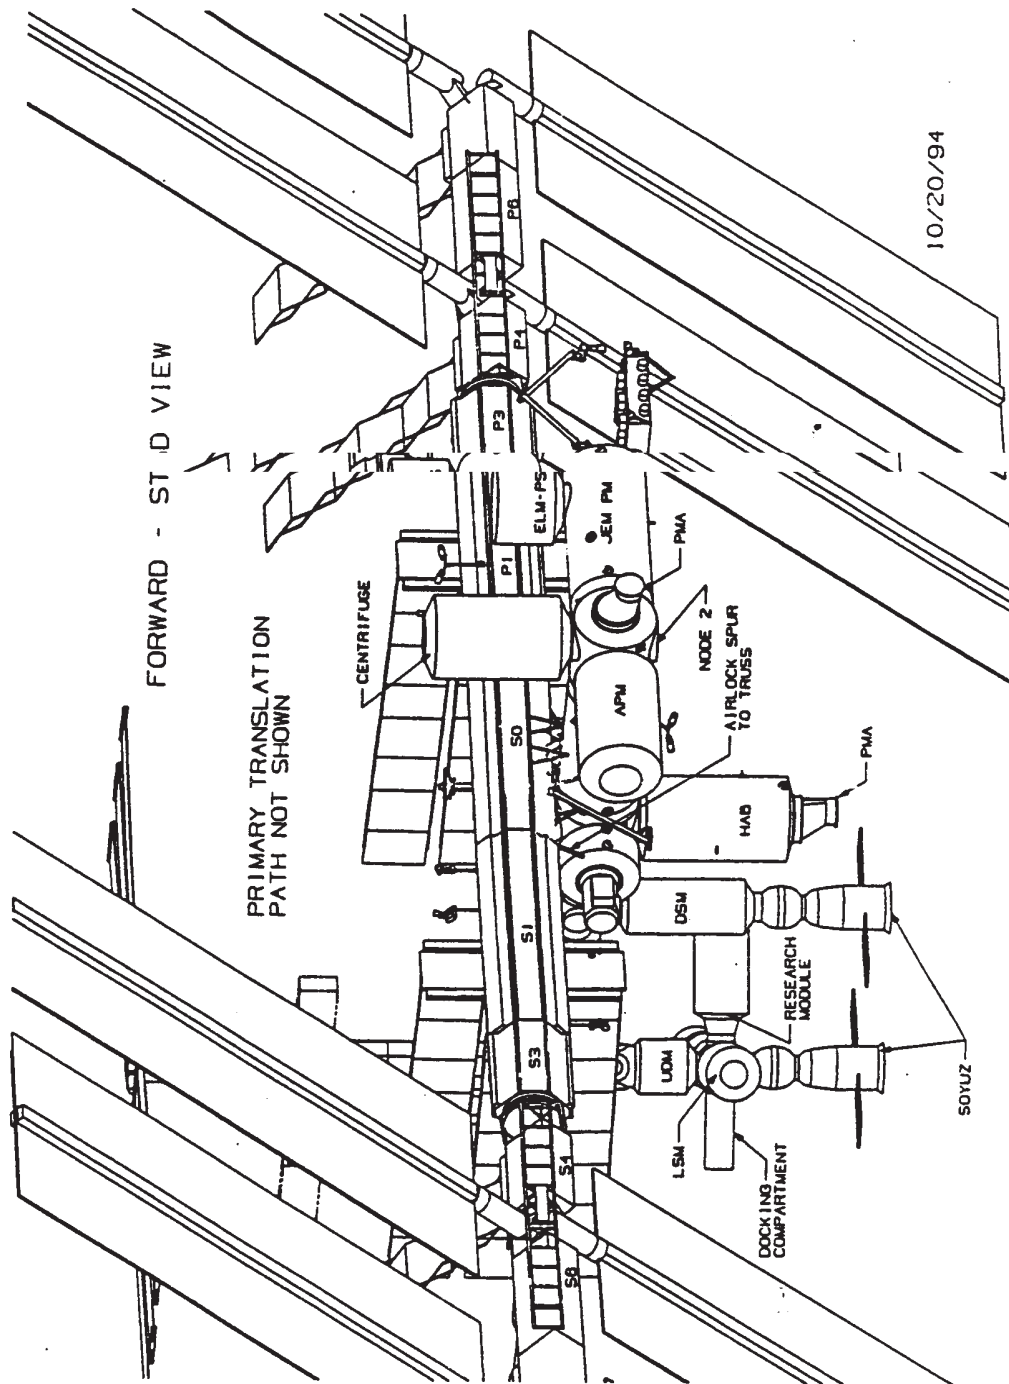 FORWARD - ST D VIEW
PRIMARY TRANSLATION
PATH NOT SHOWN
CENTRIFUGE
S6
S4
S3
S1
S0
P1
P3
P4
P6
ELM-PS
JEM PM
PMA
NODE 2
APM
AIRLOCK SPUR
TO TRUSS
HAB
PMA
DSM
RESEARCH
MODULE
UDM
LSM
DOCKING
COMPARTMENT
SOYUZ
10/20/94